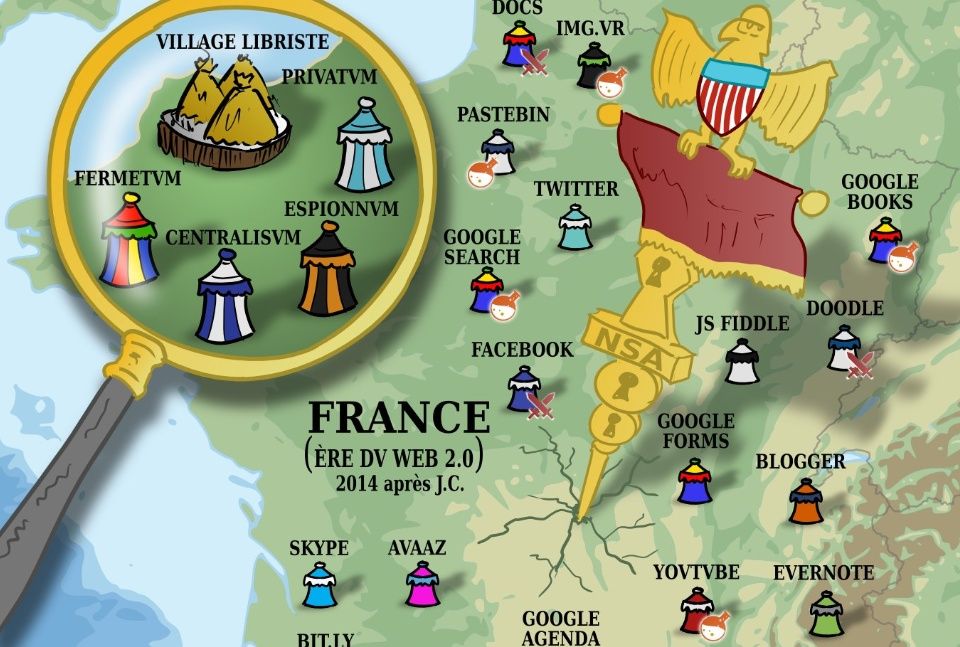 DOCS
IMG.VR
VILLAGE LIBRISTE
PRIVATVM
PASTEBIN
FERMETVM
TWITTER
GOOGLE
BOOKS
ESPIONNVM
CENTRALISVM
GOOGLE
SEARCH
DOODLE
JS FIDDLE
NSA
FACEBOOK
FRANCE
(ÈRE DV WEB 2.0)
2014 après J.C.
GOOGLE
FORMS
BLOGGER
SKYPE
AVAAZ
YOVTVBE
EVERNOTE
GOOGLE
AGENDA
BIT.LY